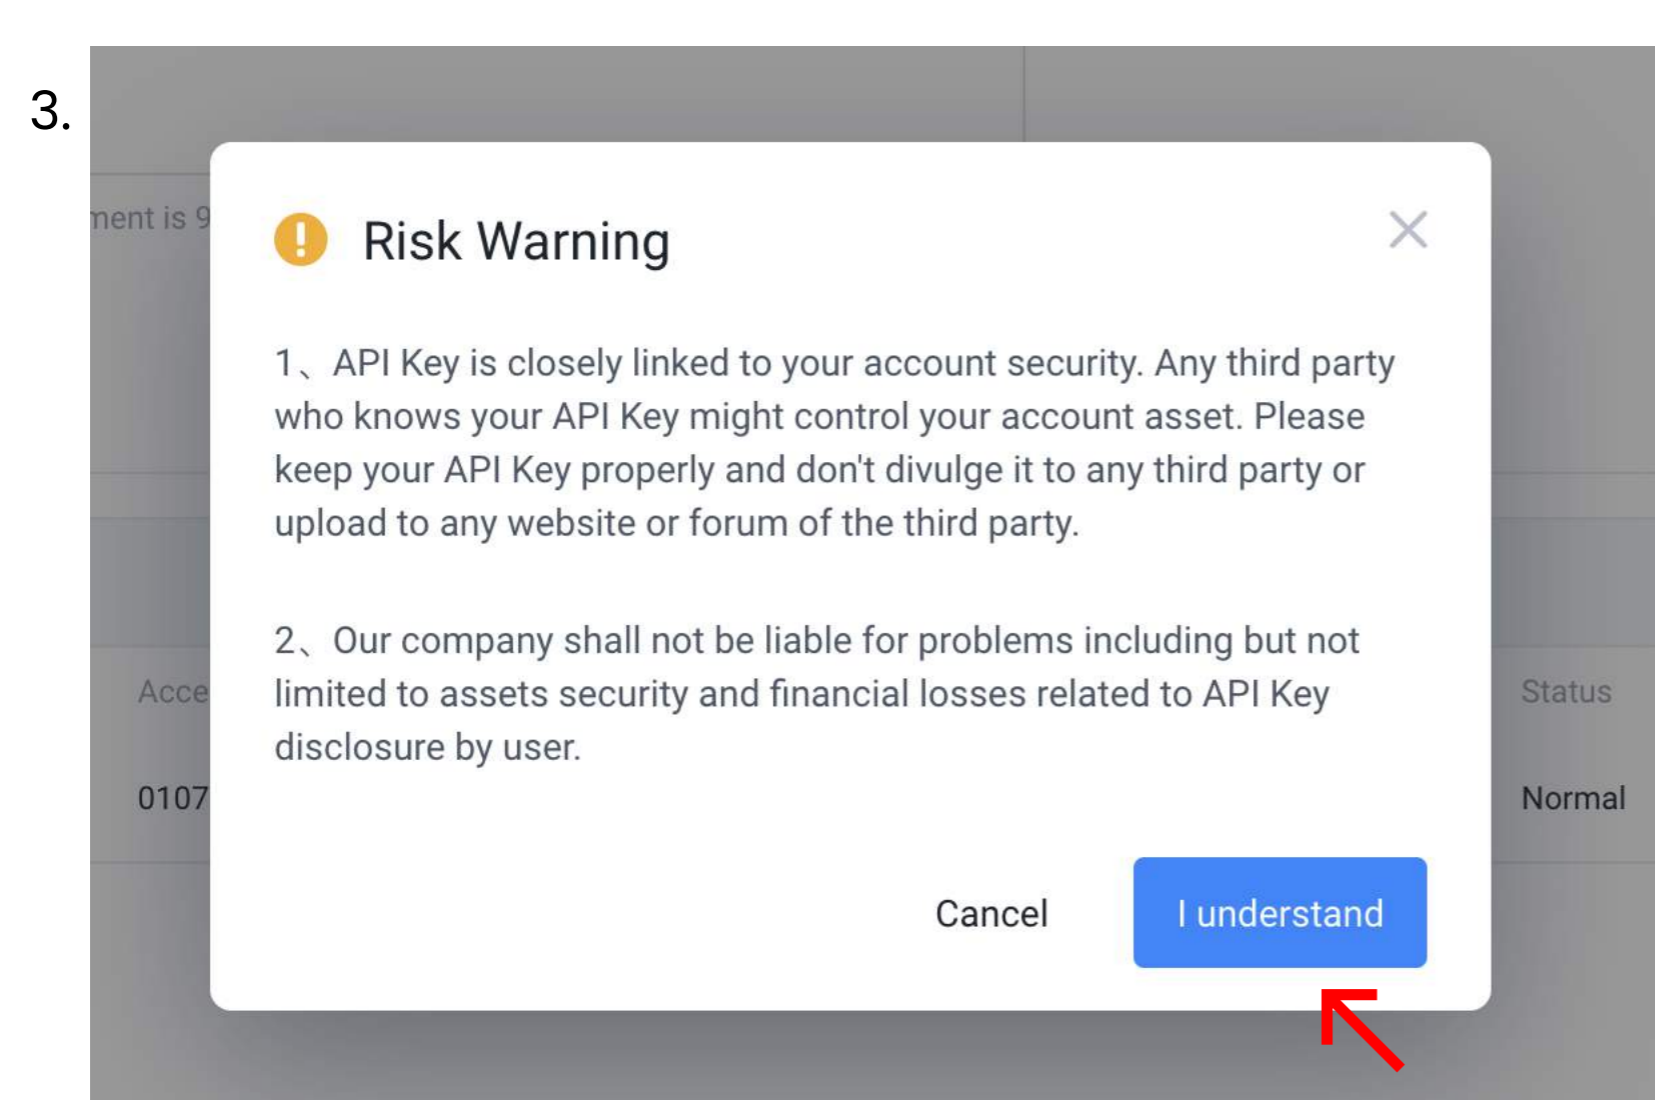 3.
ment is 9
Risk Warning
1、API Key is closely linked to your account security. Any third party
who knows your API Key might control your account asset. Please
keep your API Key properly and don't divulge it to any third party or
upload to any website or forum of the third party.
2、Our company shall not be liable for problems including but not
limited to assets security and financial losses related to API Key
disclosure by user.
Acce
Status
0107
Normal
Cancel
I understand